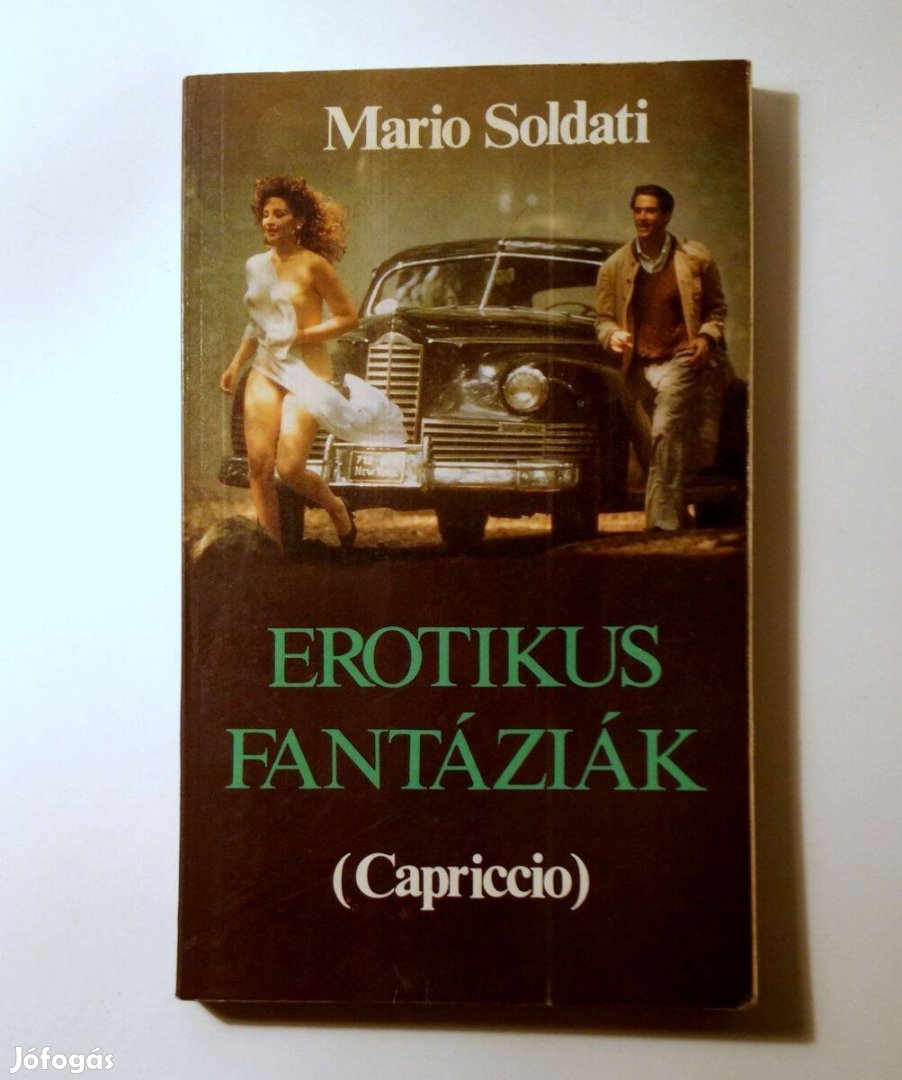 Mario Soldati
EROTIKUS
FANTÁZIÁK
(Capriccio)
Jófogás